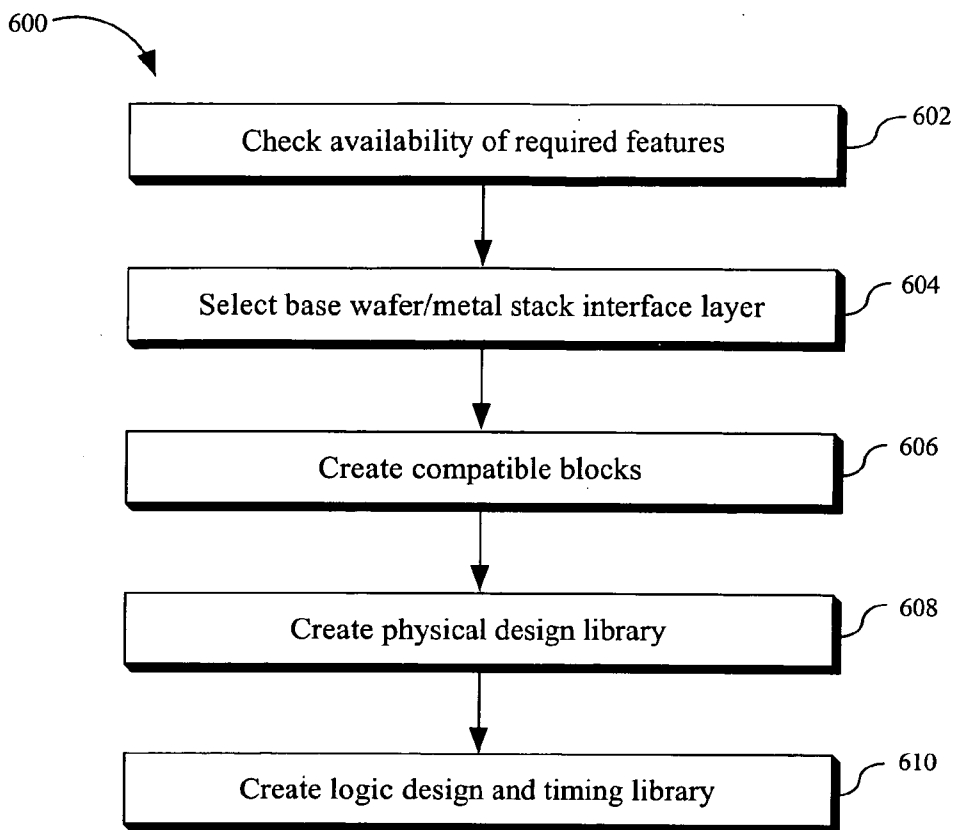 600
Check availability of required features
602
Select base wafer/metal stack interface layer
604
Create compatible blocks
606
Create physical design library
608
Create logic design and timing library
610